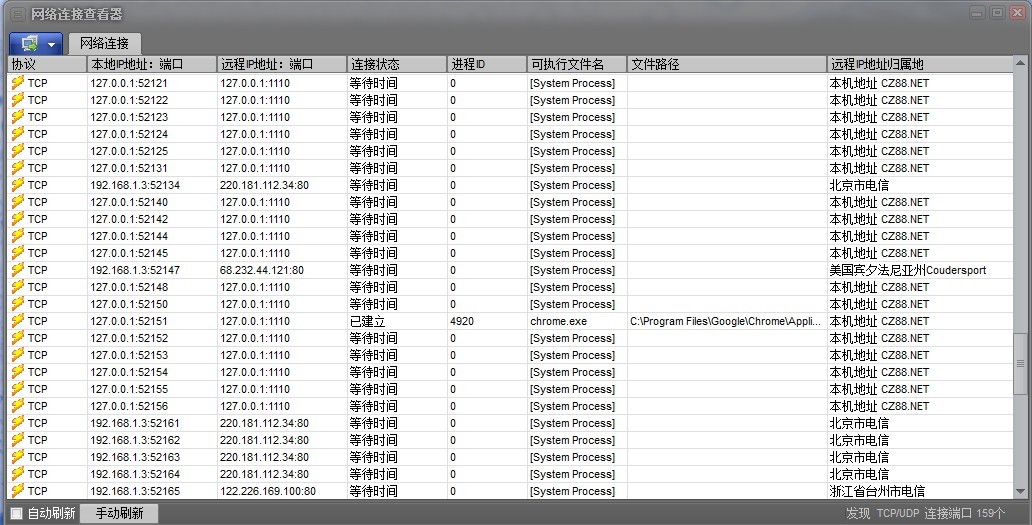 网络连接查看器
网络连接
协议 本地IP地址：端口 远程IP地址：端口 连接状态 进程ID 可执行文件名 文件路径 远程IP地址归属地
TCP 127.0.0.1:52121 127.0.0.1:1110 等待时间 0 [System Process] 本机地址 CZ88.NET
TCP 127.0.0.1:52122 127.0.0.1:1110 等待时间 0 [System Process] 本机地址 CZ88.NET
TCP 127.0.0.1:52123 127.0.0.1:1110 等待时间 0 [System Process] 本机地址 CZ88.NET
TCP 127.0.0.1:52124 127.0.0.1:1110 等待时间 0 [System Process] 本机地址 CZ88.NET
TCP 127.0.0.1:52125 127.0.0.1:1110 等待时间 0 [System Process] 本机地址 CZ88.NET
TCP 127.0.0.1:52131 127.0.0.1:1110 等待时间 0 [System Process] 本机地址 CZ88.NET
TCP 192.168.1.3:52134 220.181.112.34:80 等待时间 0 [System Process] 北京市电信
TCP 127.0.0.1:52140 127.0.0.1:1110 等待时间 0 [System Process] 本机地址 CZ88.NET
TCP 127.0.0.1:52142 127.0.0.1:1110 等待时间 0 [System Process] 本机地址 CZ88.NET
TCP 127.0.0.1:52144 127.0.0.1:1110 等待时间 0 [System Process] 本机地址 CZ88.NET
TCP 127.0.0.1:52145 127.0.0.1:1110 等待时间 0 [System Process] 本机地址 CZ88.NET
TCP 192.168.1.3:52147 68.232.44.121:80 等待时间 0 [System Process] 美国宾夕法尼亚州Coudersport
TCP 127.0.0.1:52148 127.0.0.1:1110 等待时间 0 [System Process] 本机地址 CZ88.NET
TCP 127.0.0.1:52150 127.0.0.1:1110 等待时间 0 [System Process] 本机地址 CZ88.NET
TCP 127.0.0.1:52151 127.0.0.1:1110 已建立 4920 chrome.exe C:\Program Files\Google\Chrome\Appli... 本机地址 CZ88.NET
TCP 127.0.0.1:52152 127.0.0.1:1110 等待时间 0 [System Process] 本机地址 CZ88.NET
TCP 127.0.0.1:52153 127.0.0.1:1110 等待时间 0 [System Process] 本机地址 CZ88.NET
TCP 127.0.0.1:52154 127.0.0.1:1110 等待时间 0 [System Process] 本机地址 CZ88.NET
TCP 127.0.0.1:52155 127.0.0.1:1110 等待时间 0 [System Process] 本机地址 CZ88.NET
TCP 127.0.0.1:52156 127.0.0.1:1110 等待时间 0 [System Process] 本机地址 CZ88.NET
TCP 192.168.1.3:52161 220.181.112.34:80 等待时间 0 [System Process] 北京市电信
TCP 192.168.1.3:52162 220.181.112.34:80 等待时间 0 [System Process] 北京市电信
TCP 192.168.1.3:52163 220.181.112.34:80 等待时间 0 [System Process] 北京市电信
TCP 192.168.1.3:52164 220.181.112.34:80 等待时间 0 [System Process] 北京市电信
TCP 192.168.1.3:52165 122.226.169.100:80 等待时间 0 [System Process] 浙江省台州市电信
自动刷新 手动刷新 发现 TCP/UDP 连接端口 159个